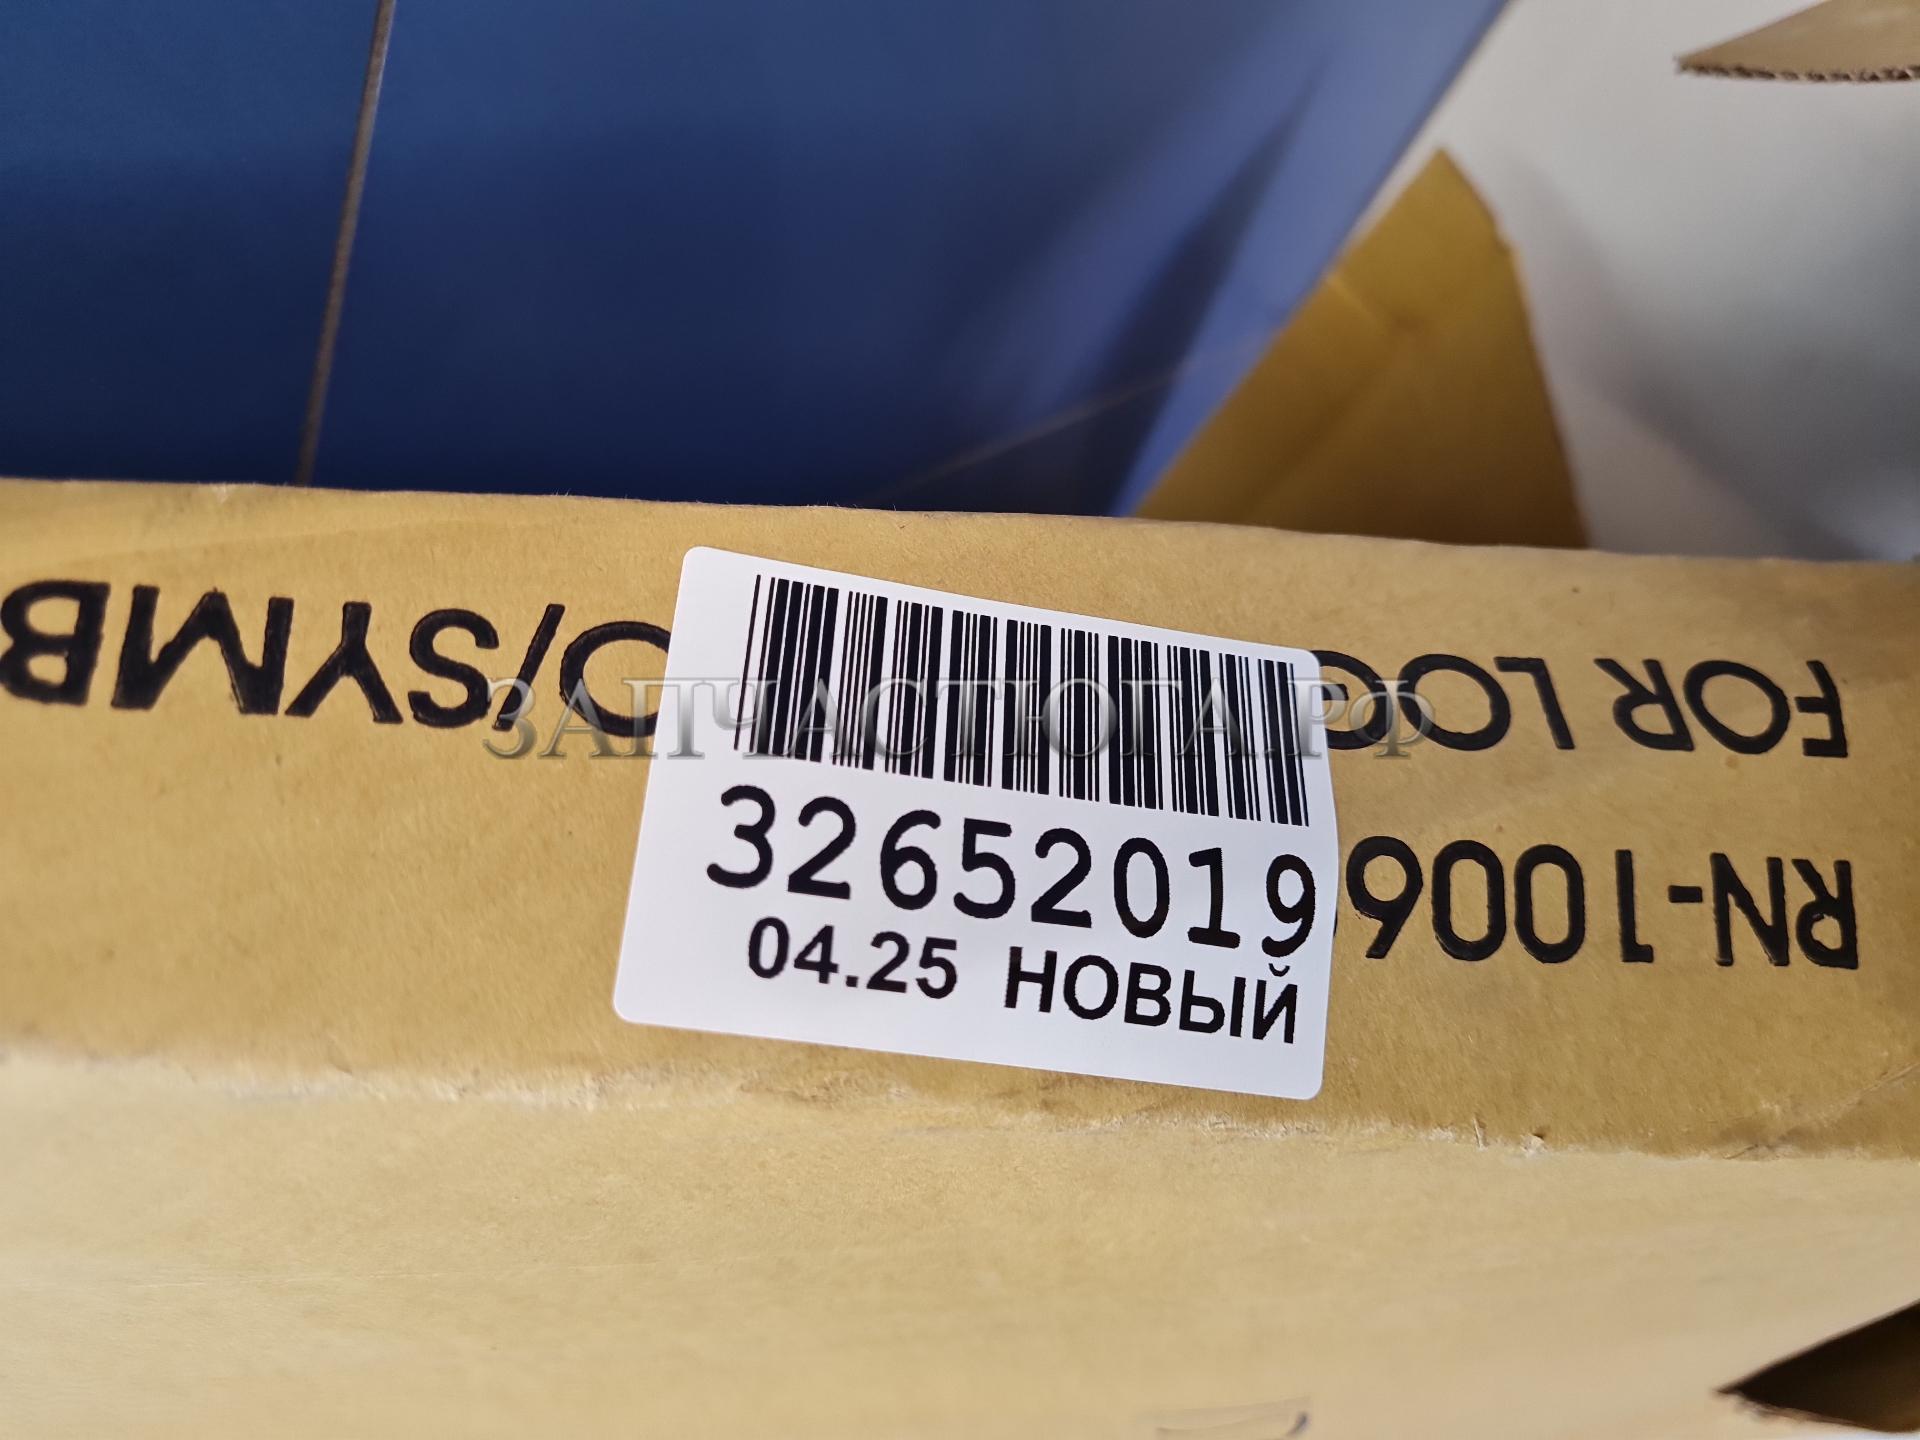 32652019
04.25 НОВЫЙ
RN-1006
FOR LOG O/SYMB
ЗАПЧАСТЮГА.РФ